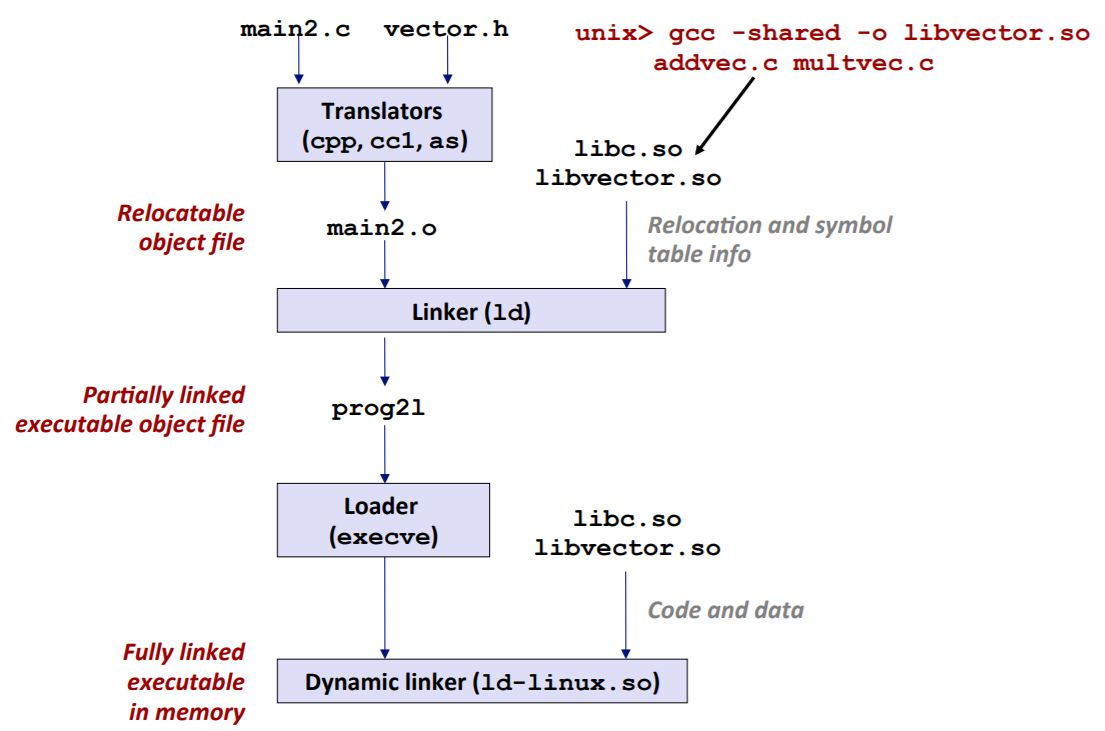 main2.c vector.h
unix> gcc -shared -o libvector.so
addvec.c multvec.c
Translators
(cpp, cc1, as)
libc.so
libvector.so
Relocatable
object file
main2.o
Relocation and symbol
table info
Linker (ld)
Partially linked
executable object file
prog2l
Loader
(execve)
libc.so
libvector.so
Code and data
Fully linked
executable
in memory
Dynamic linker (ld-linux.so)